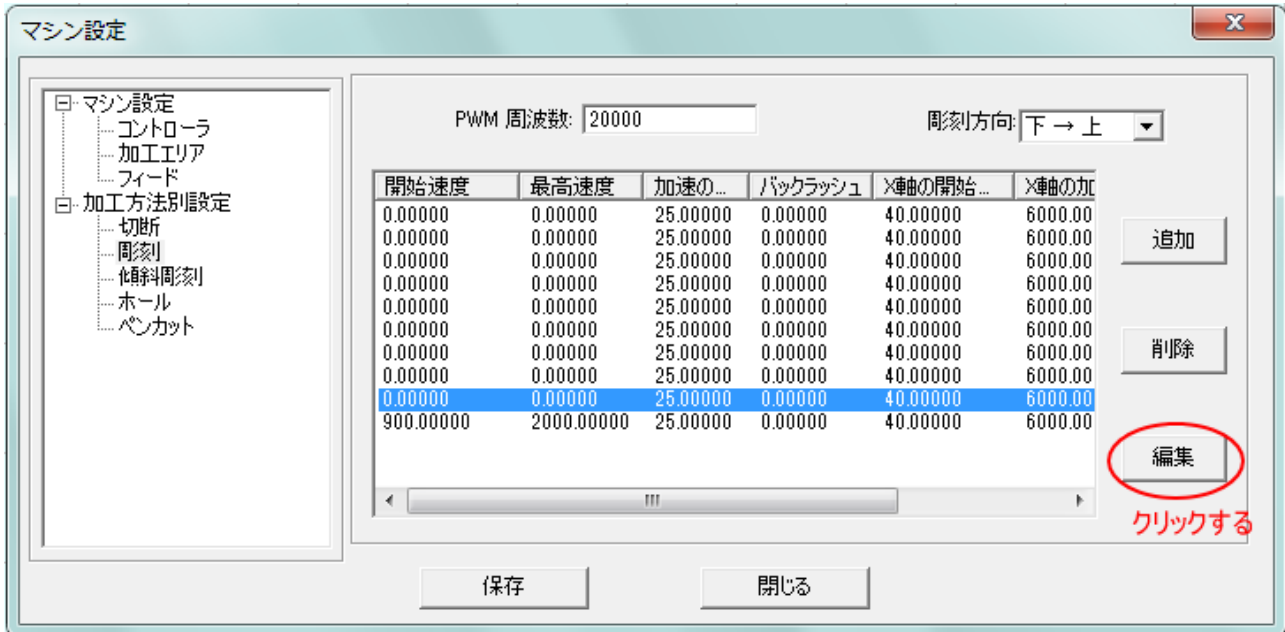 マシン設定
マシン設定
コントローラ
加工エリア
フィード
加工方法別設定
切断
彫刻
傾斜彫刻
ホール
ペンカット
PWM 周波数: 20000
彫刻方向: 下 → 上
開始速度 最高速度 加速の... バックラッシュ X軸の開始... X軸の加
0.00000 0.00000 25.00000 0.00000 40.00000 6000.00
0.00000 0.00000 25.00000 0.00000 40.00000 6000.00
0.00000 0.00000 25.00000 0.00000 40.00000 6000.00
0.00000 0.00000 25.00000 0.00000 40.00000 6000.00
0.00000 0.00000 25.00000 0.00000 40.00000 6000.00
0.00000 0.00000 25.00000 0.00000 40.00000 6000.00
0.00000 0.00000 25.00000 0.00000 40.00000 6000.00
0.00000 0.00000 25.00000 0.00000 40.00000 6000.00
0.00000 0.00000 25.00000 0.00000 40.00000 6000.00
900.00000 2000.00000 25.00000 0.00000 40.00000 6000.00
追加
削除
編集
クリックする
保存 閉じる